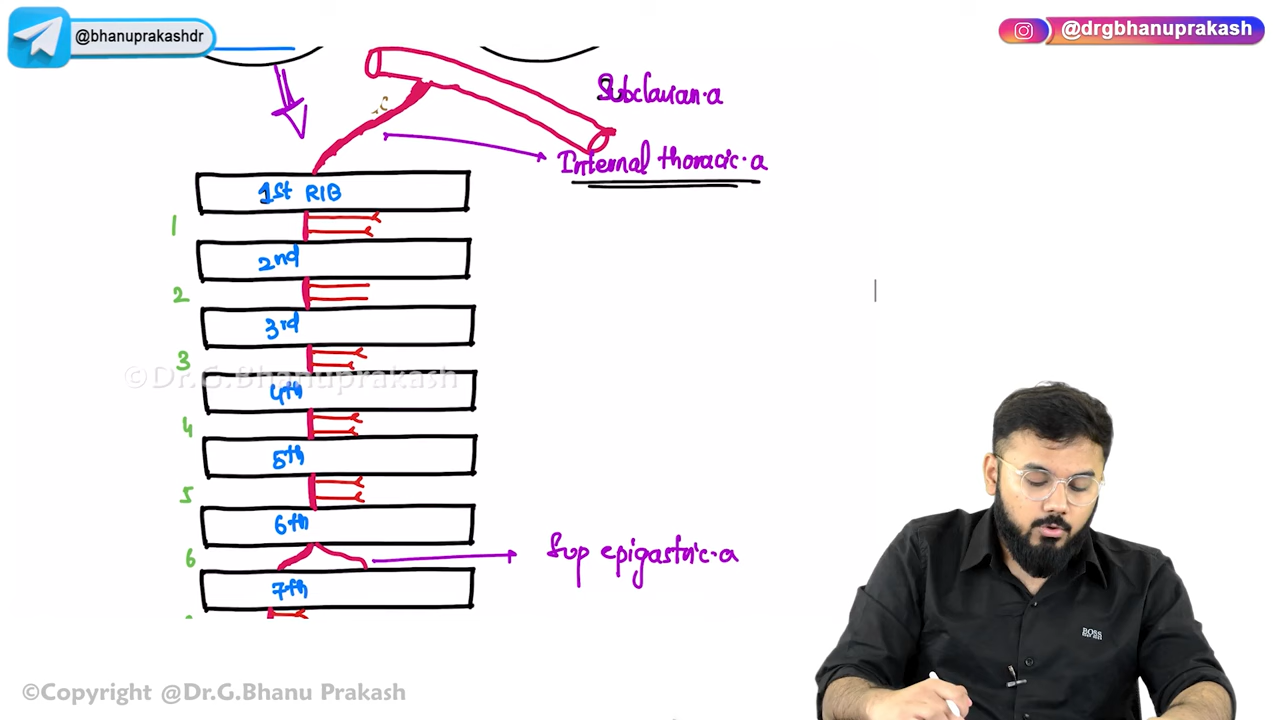 @bhanuprakashdr
@drgbhanuprakash
Subclavian.a
Internal thoracic.a
1st RIB
1
2nd
2
3rd
3
©Dr.G.Bhanuprakash
4th
4
5th
5
6th
6
Sup epigastric.a
7th
BOSS
©Copyright @Dr.G.Bhanu Prakash